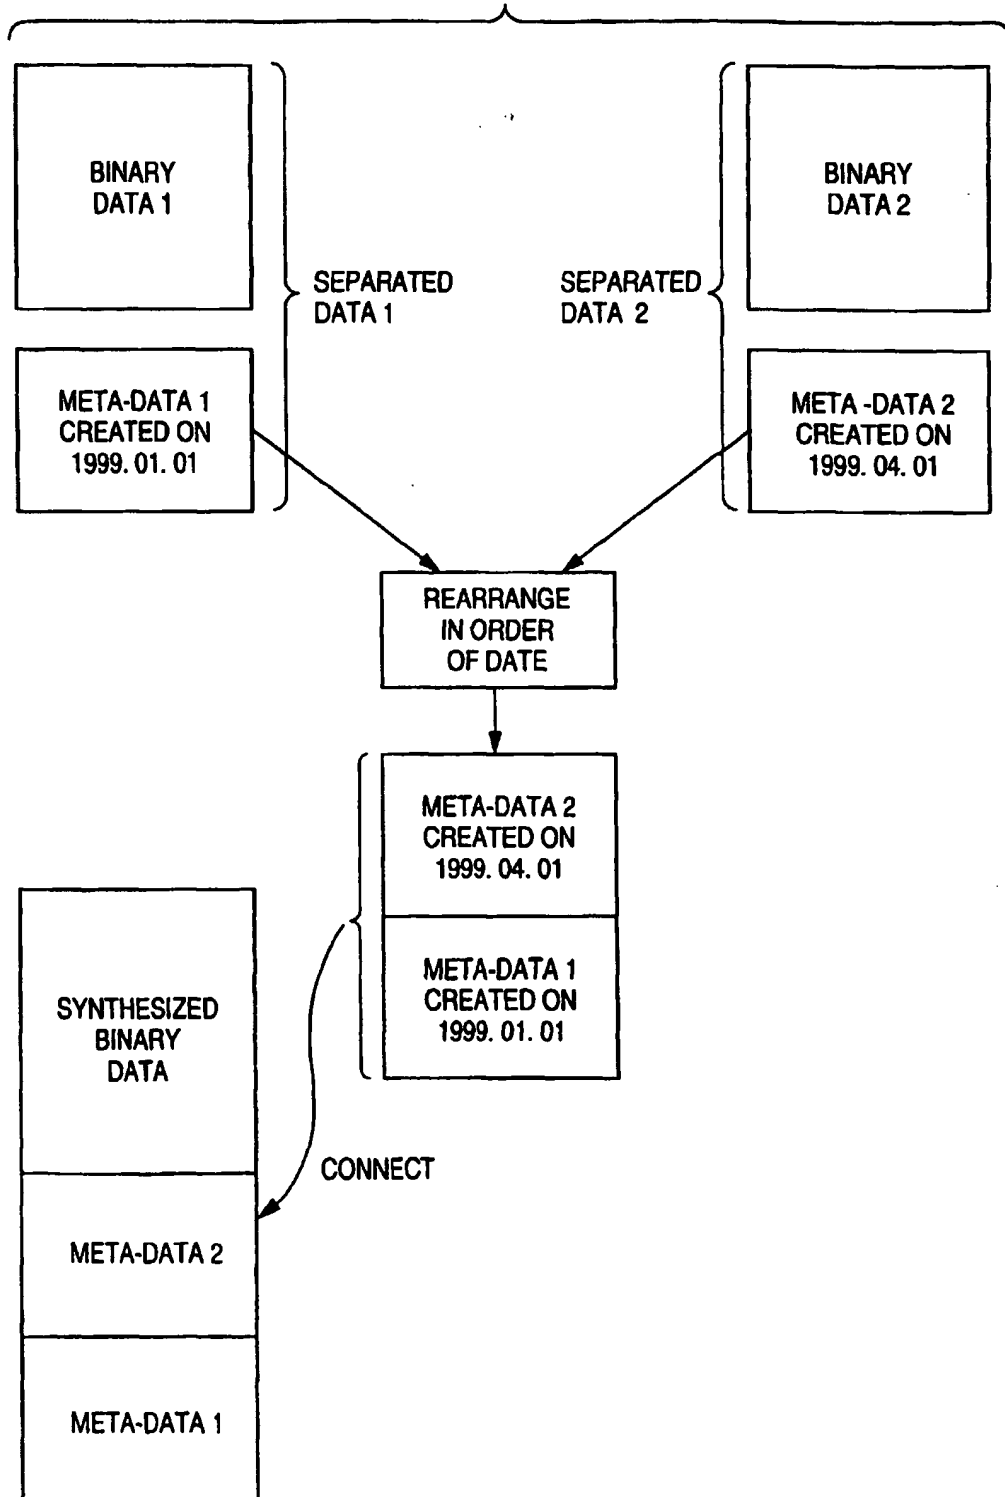 BINARY
DATA 1
BINARY
DATA 2
SEPARATED
DATA 1
SEPARATED
DATA 2
META-DATA 1
CREATED ON
1999. 01. 01
META -DATA 2
CREATED ON
1999. 04. 01
REARRANGE
IN ORDER
OF DATE
META-DATA 2
CREATED ON
1999. 04. 01
META-DATA 1
CREATED ON
1999. 01. 01
SYNTHESIZED
BINARY
DATA
CONNECT
META-DATA 2
META-DATA 1